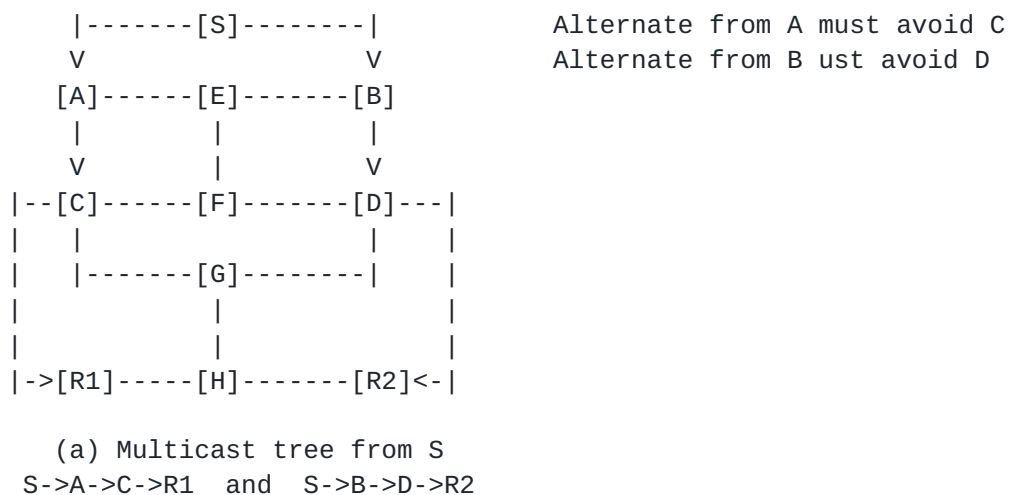 |-------[S]--------|          Alternate from A must avoid C
V                  V          Alternate from B ust avoid D
[A]------[E]-------[B]
|        |         |
V        |         V
|--[C]------[F]-------[D]---|
|   |                  |    |
|   |-------[G]--------|    |
|            |              |
|            |              |
|->[R1]-----[H]-------[R2]<-|
(a) Multicast tree from S
S->A->C->R1  and  S->B->D->R2